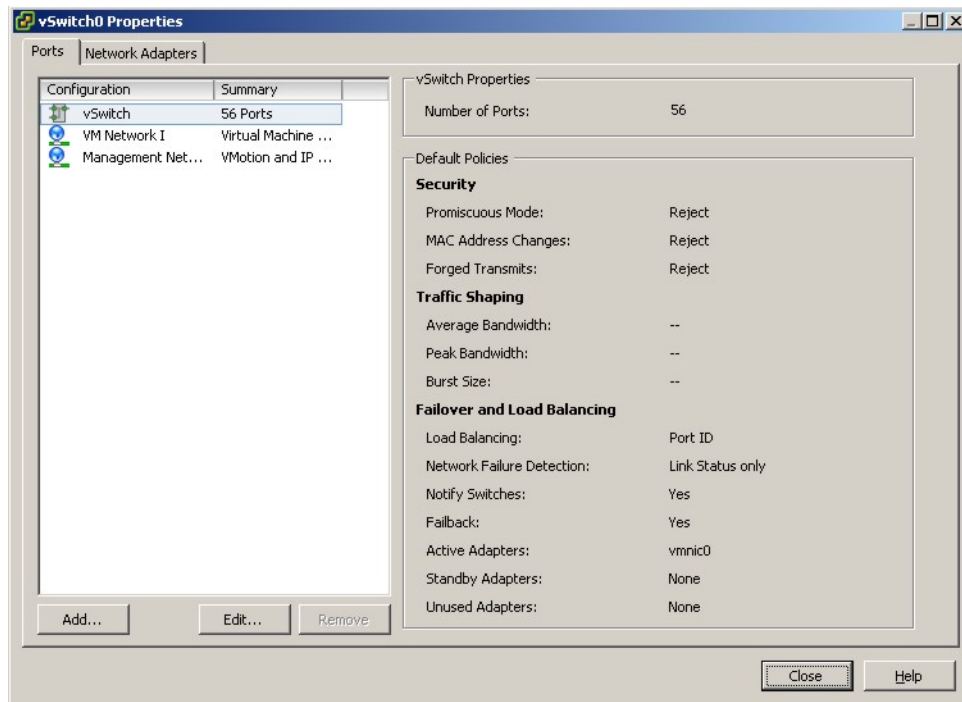 vSwitch0 Properties
Ports
Network Adapters
Configuration Summary
vSwitch 56 Ports
VM Network I Virtual Machine ...
Management Net... VMotion and IP ...
Add...
Edit...
Remove
vSwitch Properties
Number of Ports: 56
Default Policies
Security
Promiscuous Mode: Reject
MAC Address Changes: Reject
Forged Transmits: Reject
Traffic Shaping
Average Bandwidth: --
Peak Bandwidth: --
Burst Size: --
Failover and Load Balancing
Load Balancing: Port ID
Network Failure Detection: Link Status only
Notify Switches: Yes
Failback: Yes
Active Adapters: vmnic0
Standby Adapters: None
Unused Adapters: None
Close
Help